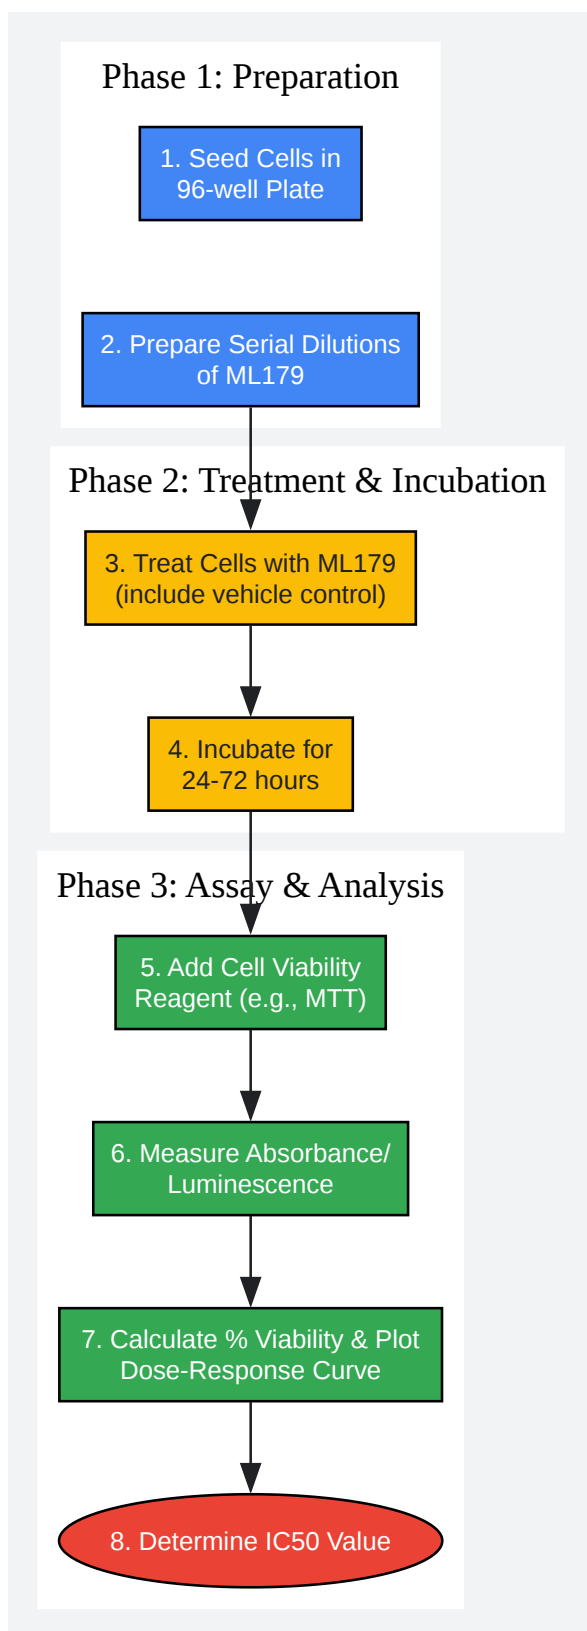 Phase 1: Preparation
1. Seed Cells in
96-well Plate
2. Prepare Serial Dilutions
of ML179
Phase 2: Treatment & Incubation
3. Treat Cells with ML179
(include vehicle control)
4. Incubate for
24-72 hours
Phase 3: Assay & Analysis
5. Add Cell Viability
Reagent (e.g., MTT)
6. Measure Absorbance/
Luminescence
7. Calculate % Viability & Plot
Dose-Response Curve
8. Determine IC50 Value